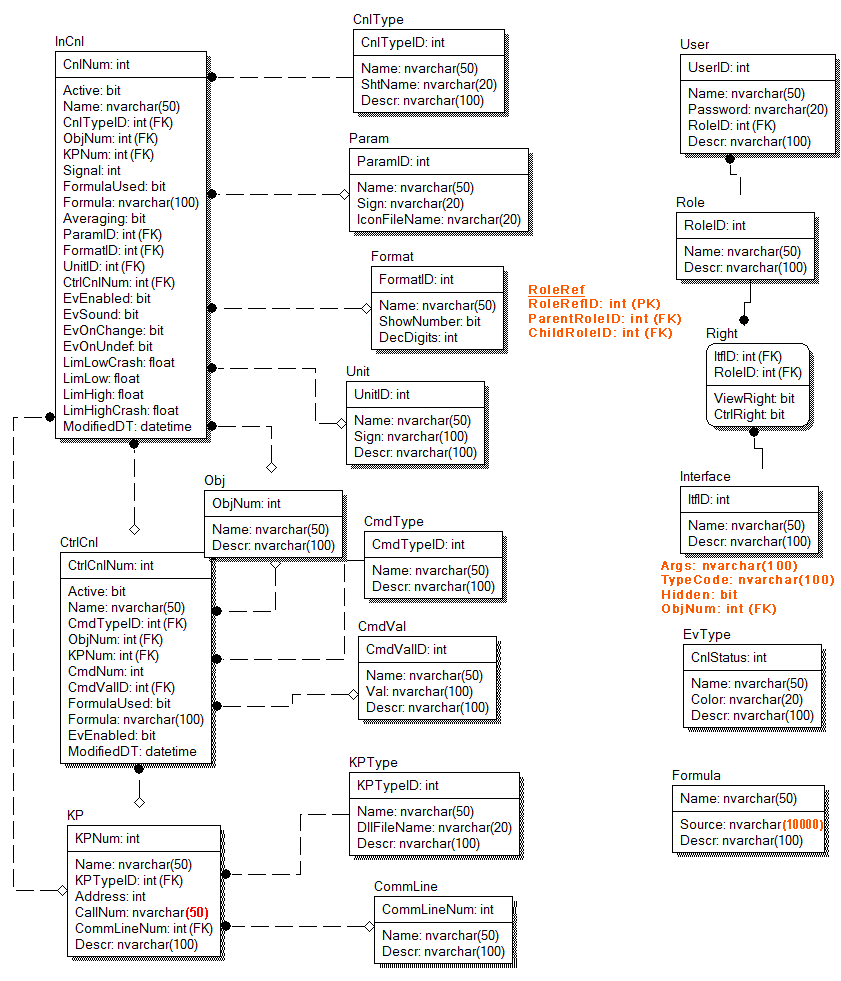 InCnl
CnlNum: int
Active: bit
Name: nvarchar(50)
CnlTypeID: int (FK)
ObjNum: int (FK)
KPNum: int (FK)
Signal: int
FormulaUsed: bit
Formula: nvarchar(100)
Averaging: bit
ParamID: int (FK)
FormatID: int (FK)
UnitID: int (FK)
CtrlCnlNum: int (FK)
EvEnabled: bit
EvSound: bit
EvOnChange: bit
EvOnUndef: bit
LimLowCrash: float
LimLow: float
LimHigh: float
LimHighCrash: float
ModifiedDT: datetime
CtrlCnl
CtrlCnlNum: int
Active: bit
Name: nvarchar(50)
CmdTypeID: int (FK)
ObjNum: int (FK)
KPNum: int (FK)
CmdNum: int
CmdValID: int (FK)
FormulaUsed: bit
Formula: nvarchar(100)
EvEnabled: bit
ModifiedDT: datetime
KP
KPNum: int
Name: nvarchar(50)
KPTypeID: int (FK)
Address: int
CallNum: nvarchar(50)
CommLineNum: int (FK)
Descr: nvarchar(100)
CnlType
CnlTypeID: int
Name: nvarchar(50)
ShtName: nvarchar(20)
Descr: nvarchar(100)
Param
ParamID: int
Name: nvarchar(50)
Sign: nvarchar(20)
IconFileName: nvarchar(20)
Format
FormatID: int
Name: nvarchar(50)
ShowNumber: bit
DecDigits: int
Unit
UnitID: int
Name: nvarchar(50)
Sign: nvarchar(100)
Descr: nvarchar(100)
Obj
ObjNum: int
Name: nvarchar(50)
Descr: nvarchar(100)
CmdType
CmdTypeID: int
Name: nvarchar(50)
Descr: nvarchar(100)
CmdVal
CmdValID: int
Name: nvarchar(50)
Val: nvarchar(100)
Descr: nvarchar(100)
KPType
KPTypeID: int
Name: nvarchar(50)
DllFileName: nvarchar(20)
Descr: nvarchar(100)
CommLine
CommLineNum: int
Name: nvarchar(50)
Descr: nvarchar(100)
RoleRef
RoleRefID: int (PK)
ParentRoleID: int (FK)
ChildRoleID: int (FK)
User
UserID: int
Name: nvarchar(50)
Password: nvarchar(20)
RoleID: int (FK)
Descr: nvarchar(100)
Role
RoleID: int
Name: nvarchar(50)
Descr: nvarchar(100)
Right
ItfID: int (FK)
RoleID: int (FK)
ViewRight: bit
CtrlRight: bit
Interface
ItfID: int
Name: nvarchar(50)
Descr: nvarchar(100)
Args: nvarchar(100)
TypeCode: nvarchar(100)
Hidden: bit
ObjNum: int (FK)
EvType
CnlStatus: int
Name: nvarchar(50)
Color: nvarchar(20)
Descr: nvarchar(100)
Formula
Name: nvarchar(50)
Source: nvarchar(10000)
Descr: nvarchar(100)